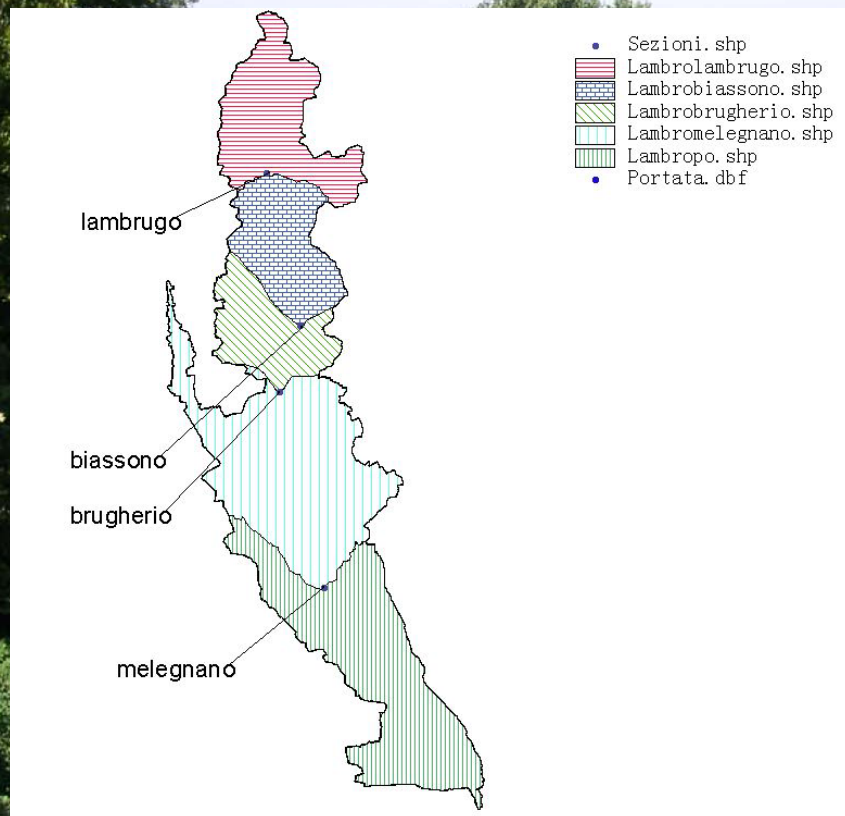 Sezioni.shp
Lambrolambrugo.shp
Lambrobiassono.shp
Lambrobrugherio.shp
Lambromelegnano.shp
Lambropo.shp
Portata.dbf
lambrugo
biassono
brugherio
melegnano